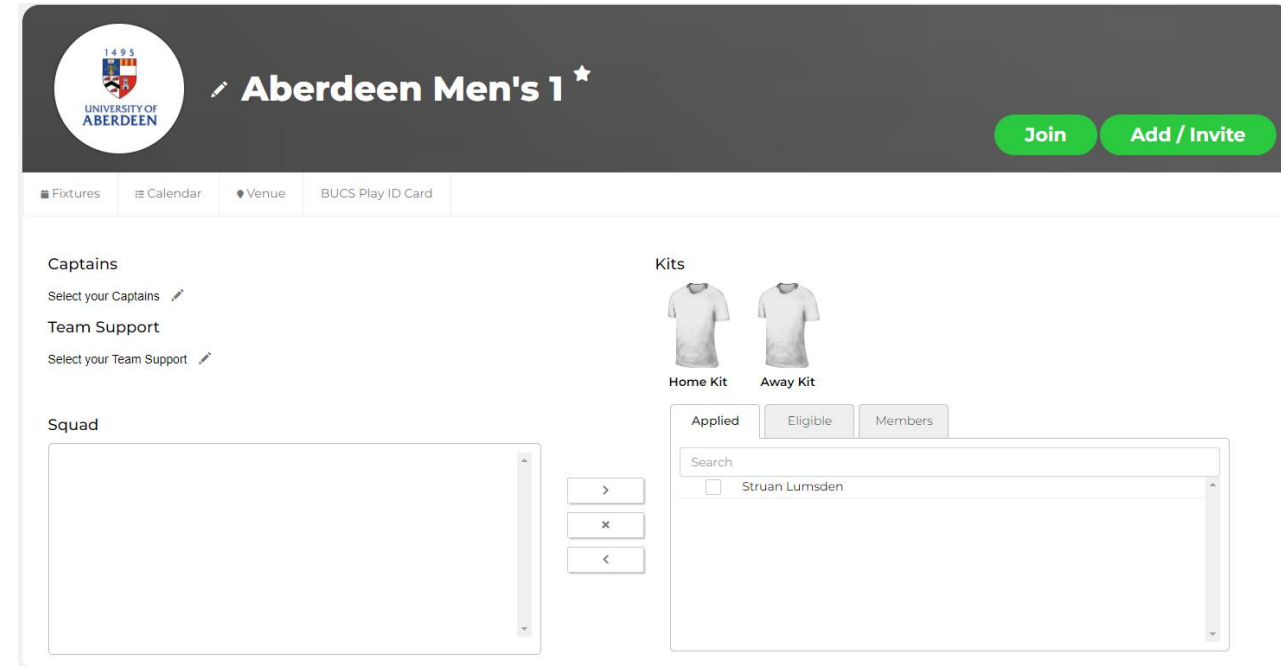 1495
UNIVERSITY OF
ABERDEEN
Aberdeen Men's 1
Join
Add / Invite
Fixtures
Calendar
Venue
BUCS Play ID Card
Captains
Select your Captains
Team Support
Select your Team Support
Kits
Home Kit
Away Kit
Squad
Applied
Eligible
Members
Search
Struan Lumsden